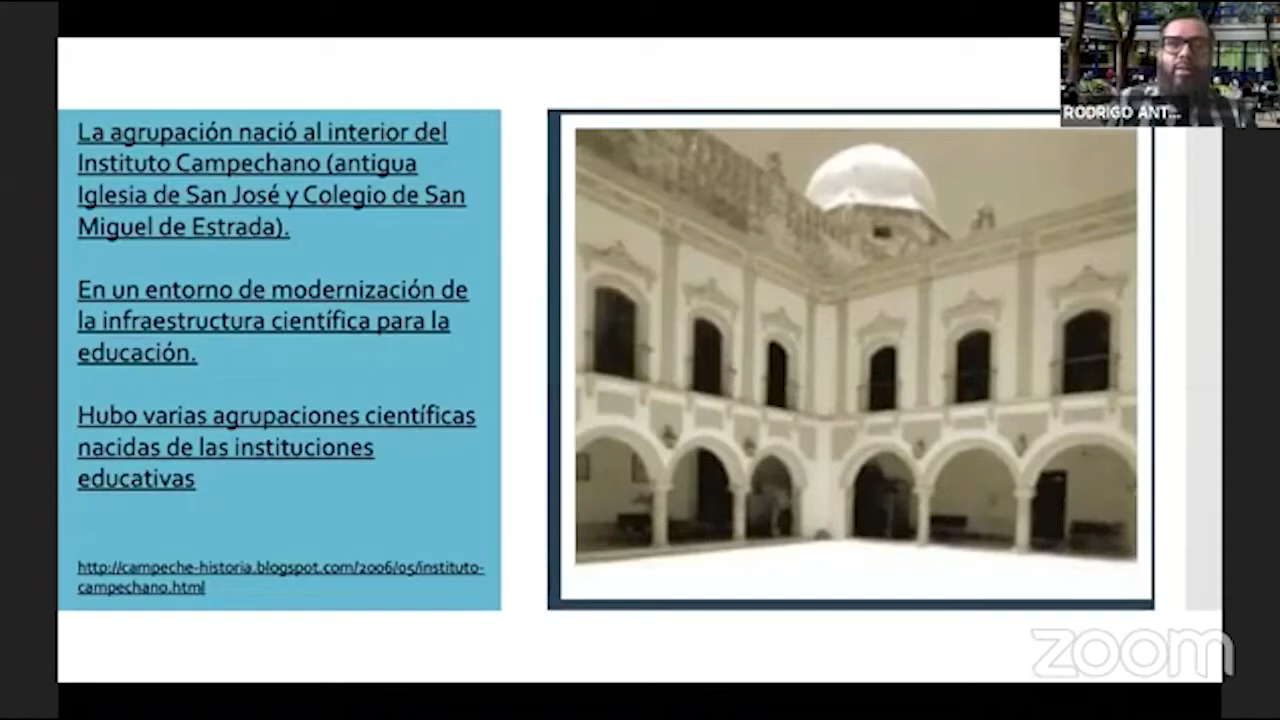 La agrupación nació al interior del
Instituto Campechano (antigua
Iglesia de San José y Colegio de San
Miguel de Estrada).
En un entorno de modernización de
la infraestructura científica para la
educación.
Hubo varias agrupaciones científicas
nacidas de las instituciones
educativas
http://campeche-historia.blogspot.com/2006/05/instituto-
campechano.html
RODRIGO ANT...
zoom